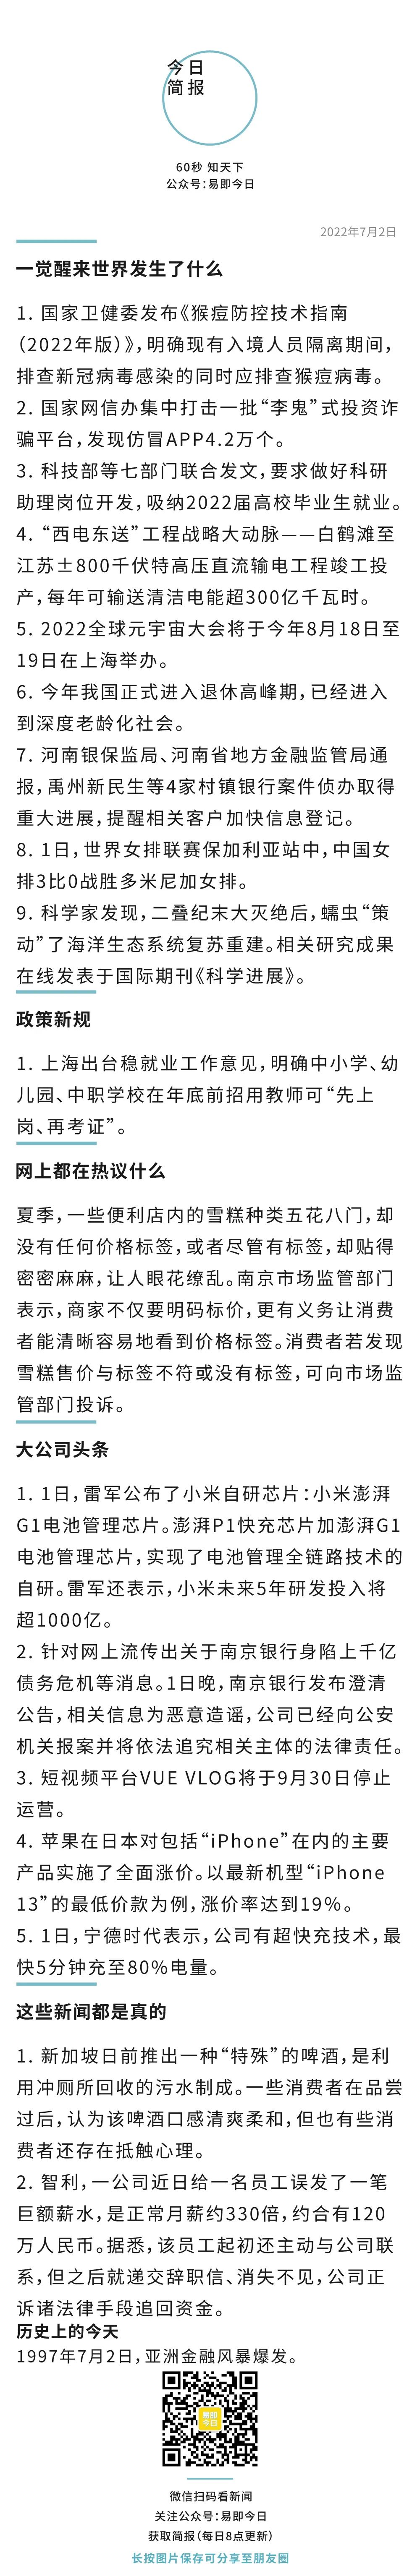 今日
简报
60秒 知天下
公众号：易即今日
2022年7月2日
一觉醒来世界发生了什么
1. 国家卫健委发布《猴痘防控技术指南
（2022年版）》，明确现有入境人员隔离期间，
排查新冠病毒感染的同时应排查猴痘病毒。
2. 国家网信办集中打击一批“李鬼”式投资诈
骗平台，发现仿冒APP4.2万个。
3. 科技部等七部门联合发文，要求做好科研
助理岗位开发，吸纳2022届高校毕业生就业。
4. “西电东送”工程战略大动脉——白鹤滩至
江苏±800千伏特高压直流输电工程竣工投
产，每年可输送清洁电能超300亿千瓦时。
5. 2022全球元宇宙大会将于今年8月18日至
19日在上海举办。
6. 今年我国正式进入退休高峰期，已经进入
到深度老龄化社会。
7. 河南银保监局、河南省地方金融监管局通
报，禹州新民生等4家村镇银行案件侦办取得
重大进展，提醒相关客户加快信息登记。
8. 1日，世界女排联赛保加利亚站中，中国女
排3比0战胜多米尼加女排。
9. 科学家发现，二叠纪末大灭绝后，蠕虫“策
动”了海洋生态系统复苏重建。相关研究成果
在线发表于国际期刊《科学进展》。
政策新规
1. 上海出台稳就业工作意见，明确中小学、幼
儿园、中职学校在年底前招用教师可“先上
岗、再考证”。
网上都在热议什么
夏季，一些便利店内的雪糕种类五花八门，却
没有任何价格标签，或者尽管有标签，却贴得
密密麻麻，让人眼花缭乱。南京市场监管部门
表示，商家不仅要明码标价，更有义务让消费
者能清晰容易地看到价格标签。消费者若发现
雪糕售价与标签不符或没有标签，可向市场监
管部门投诉。
大公司头条
1. 1日，雷军公布了小米自研芯片：小米澎湃
G1电池管理芯片。澎湃P1快充芯片加澎湃G1
电池管理芯片，实现了电池管理全链路技术的
自研。雷军还表示，小米未来5年研发投入将
超1000亿。
2. 针对网上流传出关于南京银行身陷上千亿
债务危机等消息。1日晚，南京银行发布澄清
公告，相关信息为恶意造谣，公司已经向公安
机关报案并将依法追究相关主体的法律责任。
3. 短视频平台VUE VLOG将于9月30日停止
运营。
4. 苹果在日本对包括“iPhone”在内的主要
产品实施了全面涨价。以最新机型“iPhone
13”的最低价款为例，涨价率达到19%。
5. 1日，宁德时代表示，公司有超快充技术，最
快5分钟充至80%电量。
这些新闻都是真的
1. 新加坡日前推出一种“特殊”的啤酒，是利
用冲厕所回收的污水制成。一些消费者在品尝
过后，认为该啤酒口感清爽柔和，但也有些消
费者还存在抵触心理。
2. 智利，一公司近日给一名员工误发了一笔
巨额薪水，是正常月薪约330倍，约合有120
万人民币。据悉，该员工起初还主动与公司联
系，但之后就递交辞职信、消失不见，公司正
诉诸法律手段追回资金。
历史上的今天
1997年7月2日，亚洲金融风暴爆发。
易即
今日
微信扫码看新闻
关注公众号：易即今日
获取简报（每日8点更新）
长按图片保存可分享至朋友圈